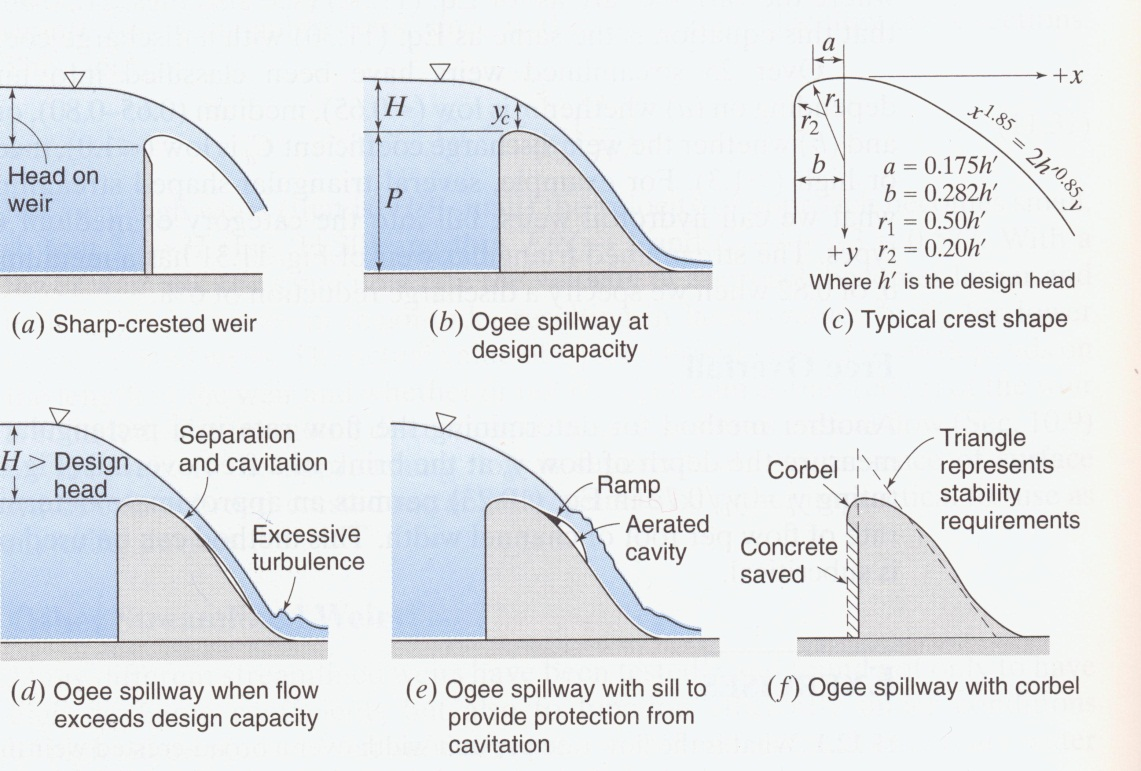 Head on
weir
(a) Sharp-crested weir
H
y_c
P
(b) Ogee spillway at
design capacity
a
+x
r_1
r_2
x^1.85 = 2h'^0.85 y
b
a = 0.175h'
b = 0.282h'
r_1 = 0.50h'
+y r_2 = 0.20h'
Where h' is the design head
(c) Typical crest shape
H > Design
head
Separation
and cavitation
Excessive
turbulence
(d) Ogee spillway when flow
exceeds design capacity
Ramp
Aerated
cavity
(e) Ogee spillway with sill to
provide protection from
cavitation
Corbel
Concrete
saved
Triangle
represents
stability
requirements
(f) Ogee spillway with corbel